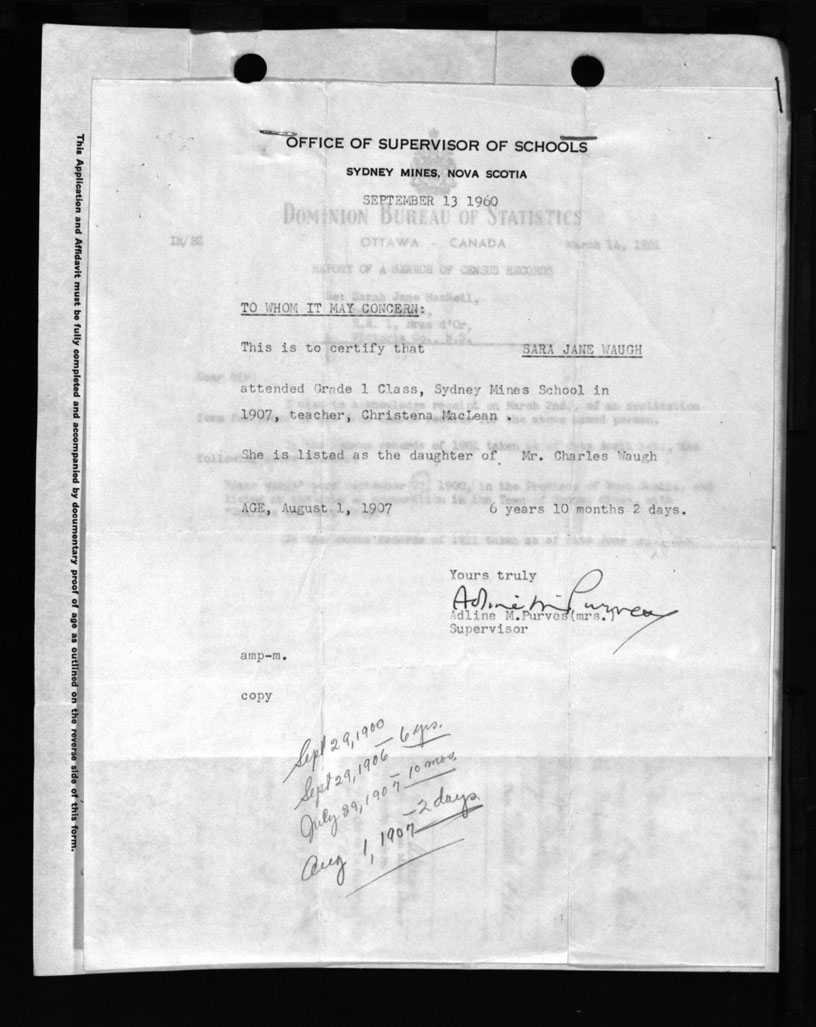 OFFICE OF SUPERVISOR OF SCHOOLS
SYDNEY MINES, NOVA SCOTIA
SEPTEMBER 13 1960
DOMINION BUREAU OF STATISTICS
OTTAWA - CANADA
REPORT OF A SEARCH OF CENSUS RECORDS
TO WHOM IT MAY CONCERN:
This is to certify that SARA JANE WAUGH
attended Grade 1 Class, Sydney Mines School in
1907, teacher, Christena MacLean .
She is listed as the daughter of Mr. Charles Waugh
AGE, August 1, 1907 6 years 10 months 2 days.
Yours truly
Adline M. Purves
Adline M.Purves(mrs.)
Supervisor
amp-m.
copy
Sept 29, 1900
Sept 29, 1906 — 6 yrs.
July 29, 1907 — 10 mos.
Aug 1, 1907 — 2 days
This Application and Affidavit must be fully completed and accompanied by documentary proof of age as outlined on the reverse side of this form.